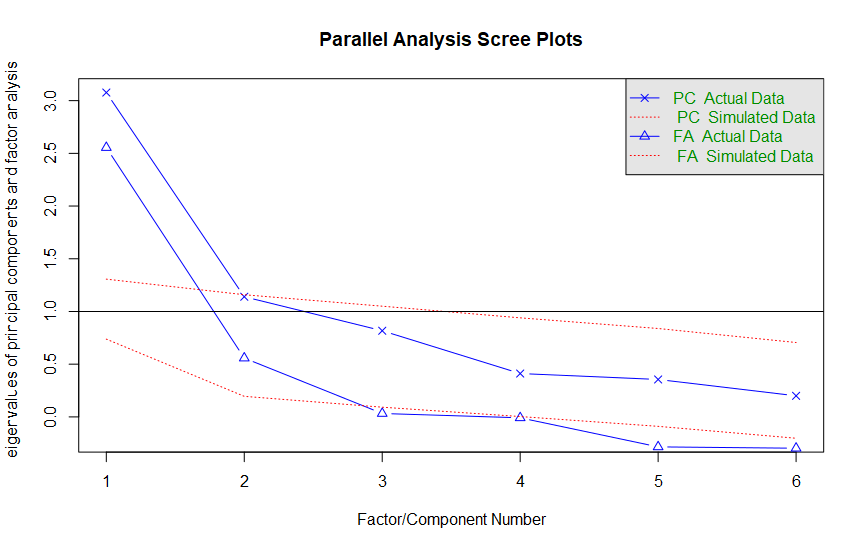 Parallel Analysis Scree Plots
eigenvalues of principal components and factor analysis
3.0
2.5
2.0
1.5
1.0
0.5
0.0
PC Actual Data
PC Simulated Data
FA Actual Data
FA Simulated Data
1 2 3 4 5 6
Factor/Component Number